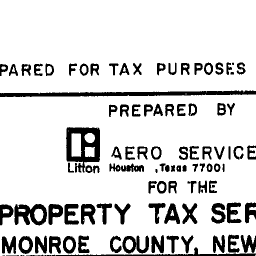 PARED FOR TAX PURPOSES
PREPARED BY
AERO SERVICE
Litton Houston , Texas 77001
FOR THE
PROPERTY TAX SER
MONROE COUNTY, NEW